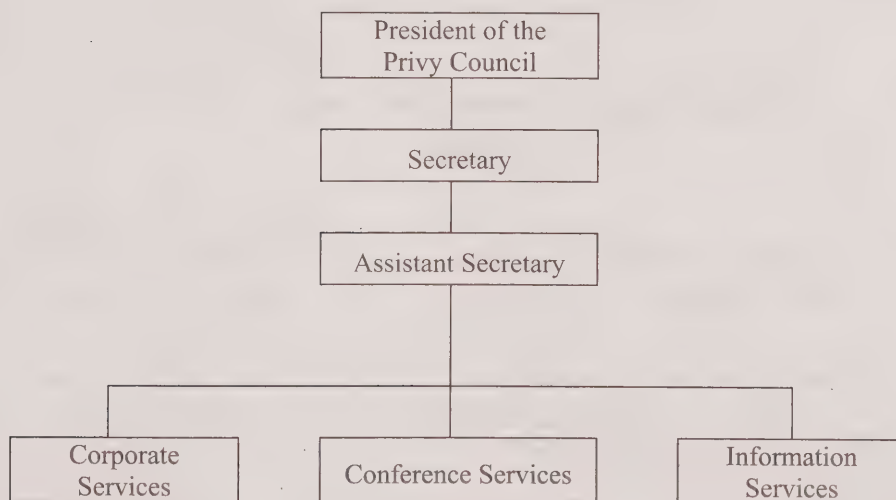 President of the
Privy Council
Secretary
Assistant Secretary
Corporate
Services
Conference Services
Information
Services